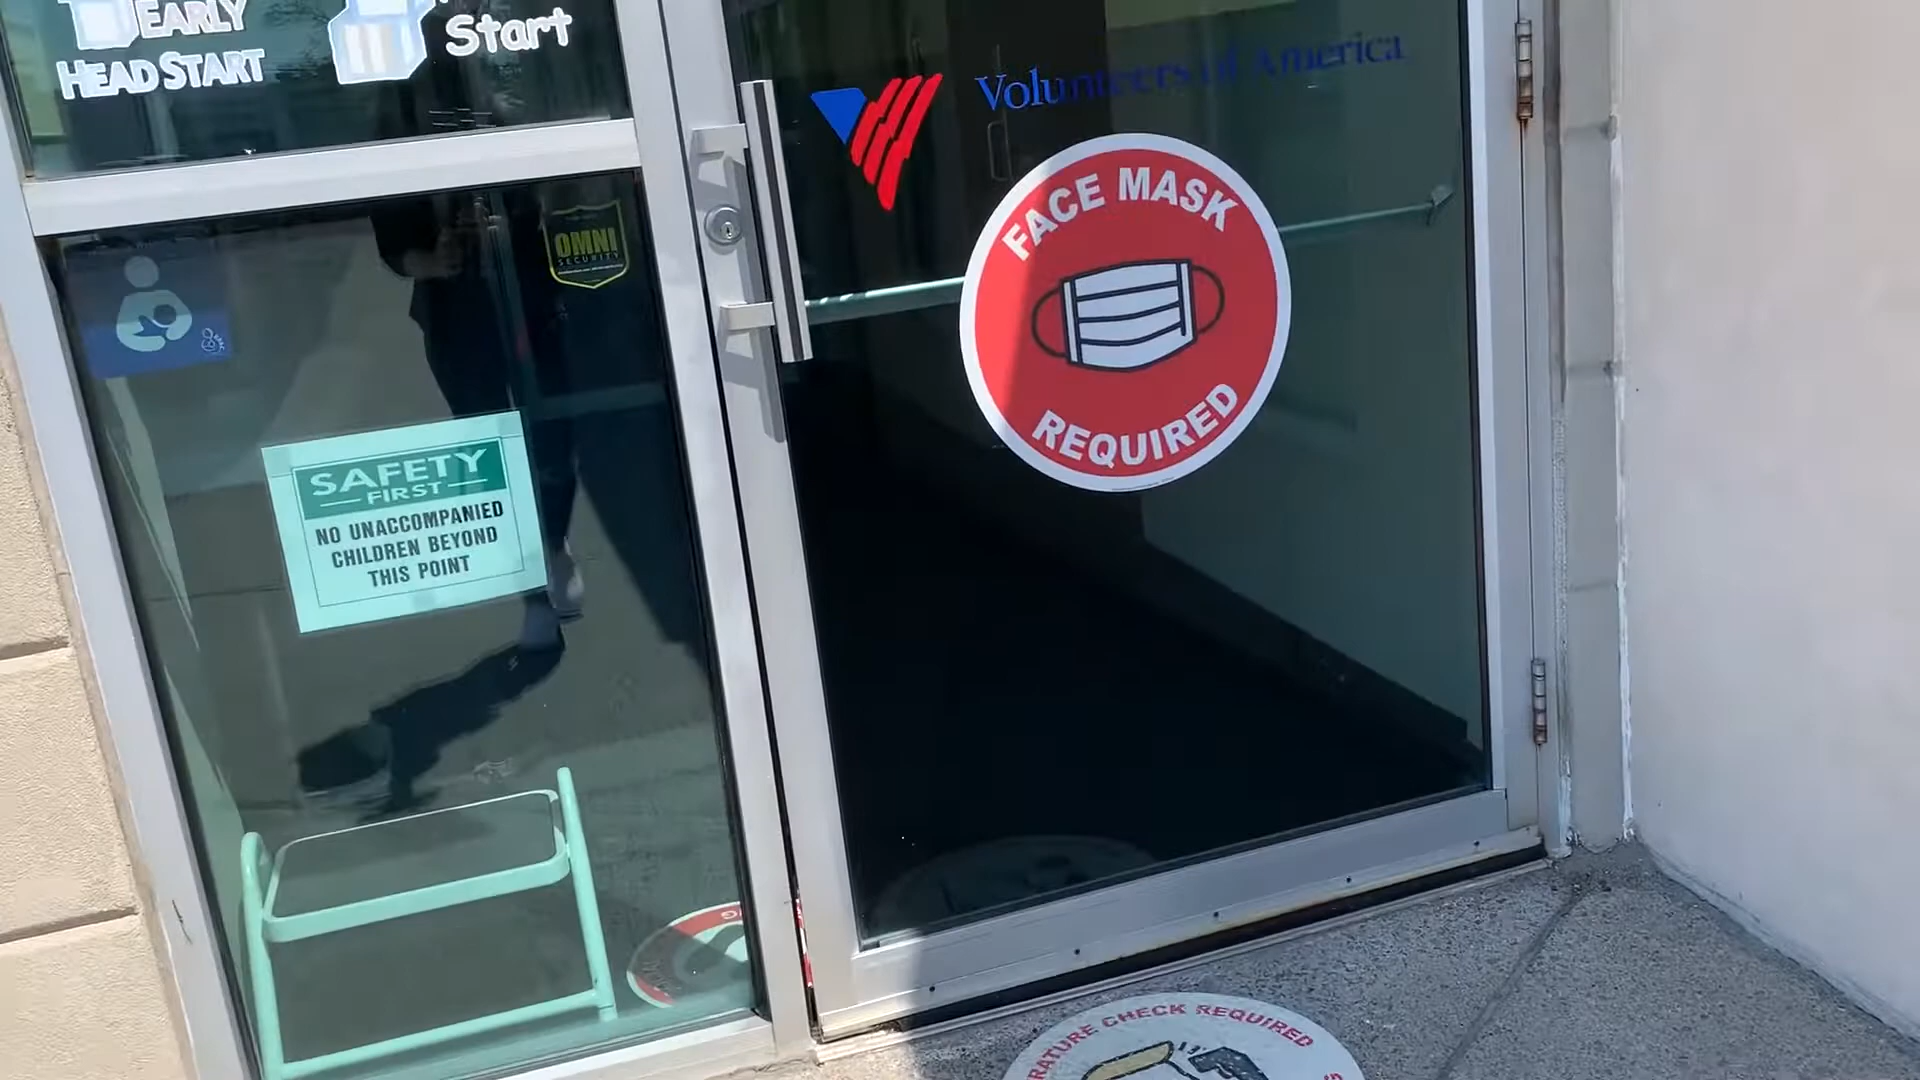 EARLY
HEAD START
Start
Volunteers of America
FACE MASK
REQUIRED
OMNI
SECURITY
SAFETY
FIRST
NO UNACCOMPANIED
CHILDREN BEYOND
THIS POINT
RATURE CHECK REQUIRED